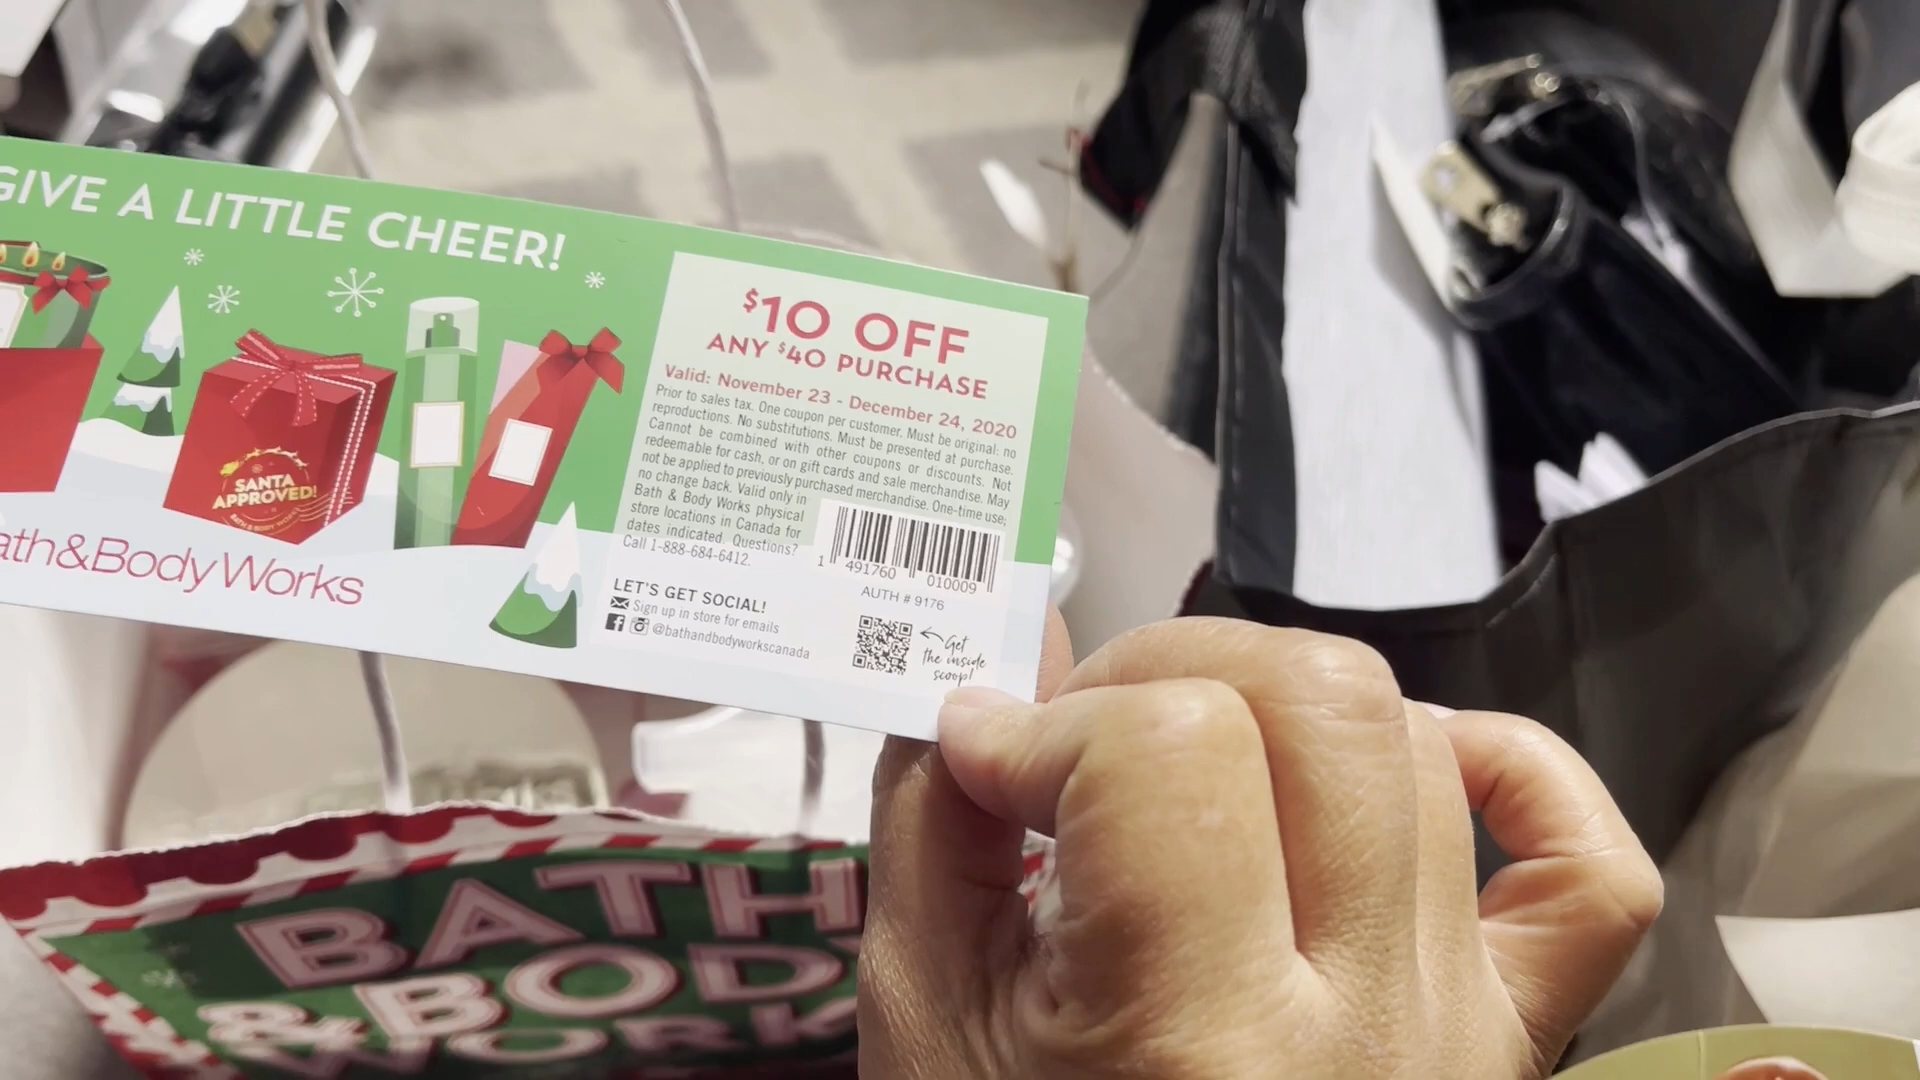 GIVE A LITTLE CHEER!
SANTA
APPROVED!
ath&BodyWorks
$10 OFF
ANY $40 PURCHASE
Valid: November 23 - December 24, 2020
Prior to sales tax. One coupon per customer. Must be original: no
reproductions. No substitutions. Must be presented at purchase.
Cannot be combined with other coupons or discounts. Not
redeemable for cash, or on gift cards and sale merchandise. May
not be applied to previously purchased merchandise. One-time use;
no change back. Valid only in
Bath & Body Works physical
store locations in Canada for
dates indicated. Questions?
Call 1-888-684-6412.
1 491760 010009
AUTH # 9176
LET'S GET SOCIAL!
Sign up in store for emails
@bathandbodyworkscanada
Get
the inside
scoop!
BATH
BODY
& WORK